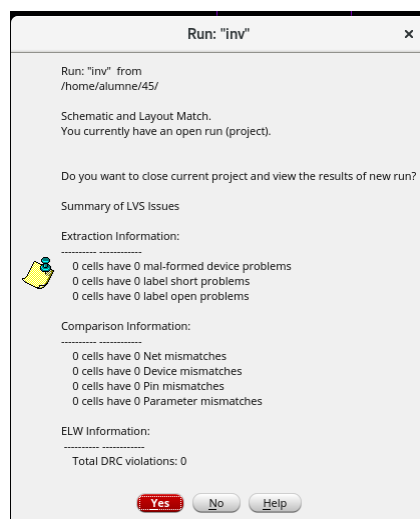 Run: "inv"
Run: "inv" from
/home/alumne/45/
Schematic and Layout Match.
You currently have an open run (project).
Do you want to close current project and view the results of new run?
Summary of LVS Issues
Extraction Information:
---------- ------------
0 cells have 0 mal-formed device problems
0 cells have 0 label short problems
0 cells have 0 label open problems
Comparison Information:
---------- ------------
0 cells have 0 Net mismatches
0 cells have 0 Device mismatches
0 cells have 0 Pin mismatches
0 cells have 0 Parameter mismatches
ELW Information:
---------- ------------
Total DRC violations: 0
Yes No Help